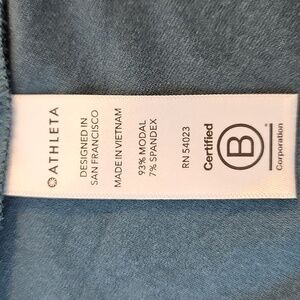 ATHLETA
DESIGNED IN
SAN FRANCISCO
MADE IN VIETNAM
93% MODAL
7% SPANDEX
RN 54023
Certified
B
Corporation